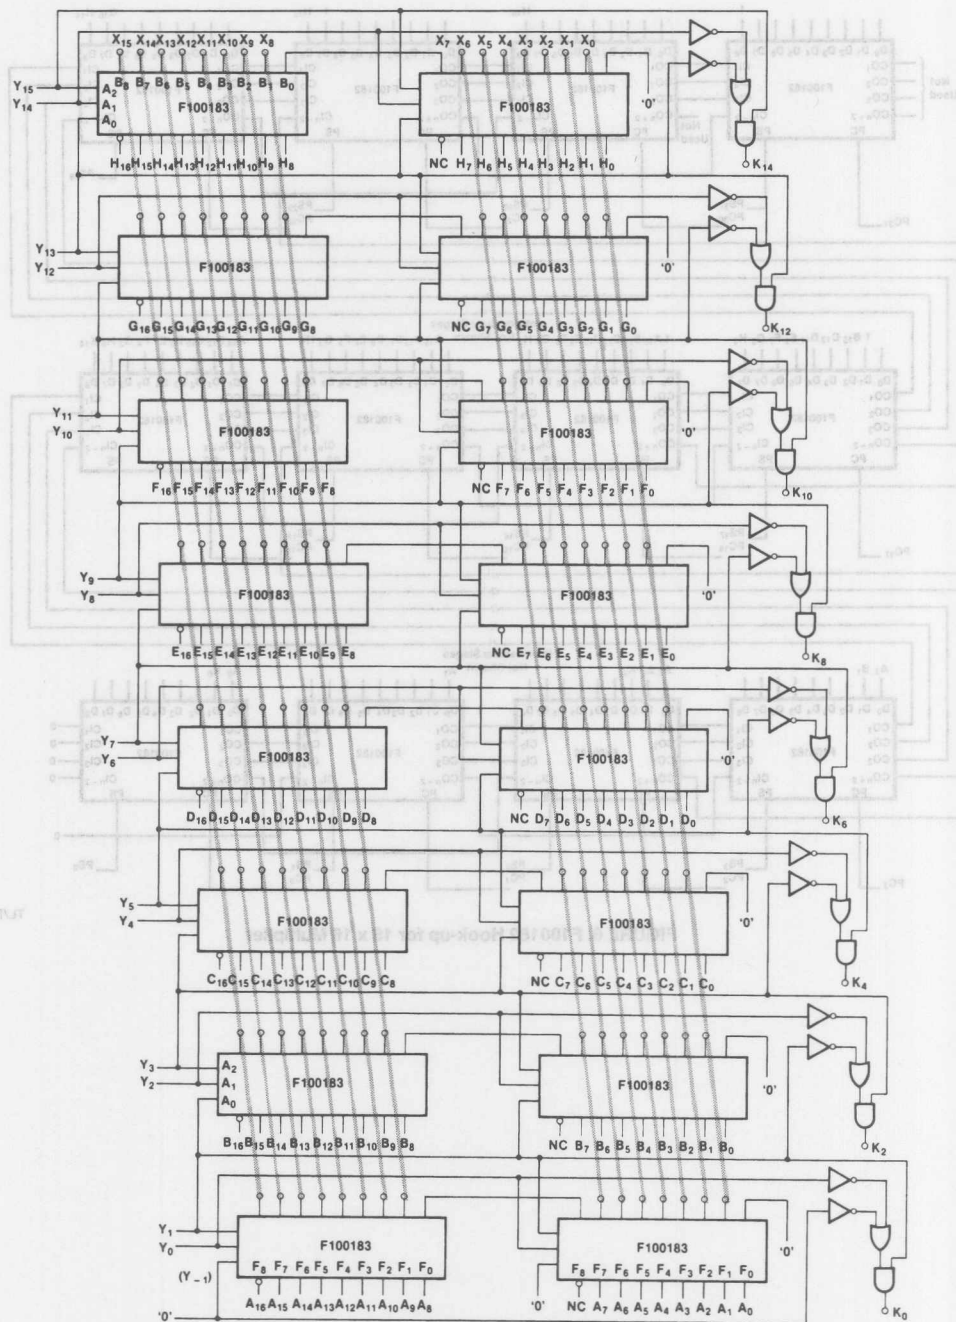 X15 X14 X13 X12 X11 X10 X9 X8 X7 X6 X5 X4 X3 X2 X1 X0
B8 B7 B6 B5 B4 B3 B2 B1 B0
Y15 A2
Y14 A1
A0
F100183 F100183 '0'
H16 H15 H14 H13 H12 H11 H10 H9 H8 NC H7 H6 H5 H4 H3 H2 H1 H0 K14
Y13
Y12
F100183 F100183 '0'
G16 G15 G14 G13 G12 G11 G10 G9 G8 NC G7 G6 G5 G4 G3 G2 G1 G0 K12
Y11
Y10
F100183 F100183 '0'
F16 F15 F14 F13 F12 F11 F10 F9 F8 NC F7 F6 F5 F4 F3 F2 F1 F0 K10
Y9
Y8
F100183 F100183 '0'
E16 E15 E14 E13 E12 E11 E10 E9 E8 NC E7 E6 E5 E4 E3 E2 E1 E0 K8
Y7
Y6
F100183 F100183 '0'
D16 D15 D14 D13 D12 D11 D10 D9 D8 NC D7 D6 D5 D4 D3 D2 D1 D0 K6
Y5
Y4
F100183 F100183 '0'
C16 C15 C14 C13 C12 C11 C10 C9 C8 NC C7 C6 C5 C4 C3 C2 C1 C0 K4
Y3 A2
Y2 A1
A0
F100183 F100183 '0'
B16 B15 B14 B13 B12 B11 B10 B9 B8 NC B7 B6 B5 B4 B3 B2 B1 B0 K2
Y1
Y0
(Y−1)
F100183 F100183 '0'
F8 F7 F6 F5 F4 F3 F2 F1 F0 F8 F7 F6 F5 F4 F3 F2 F1 F0
'0' A16 A15 A14 A13 A12 A11 A10 A9 A8 '0' NC A7 A6 A5 A4 A3 A2 A1 A0 K0